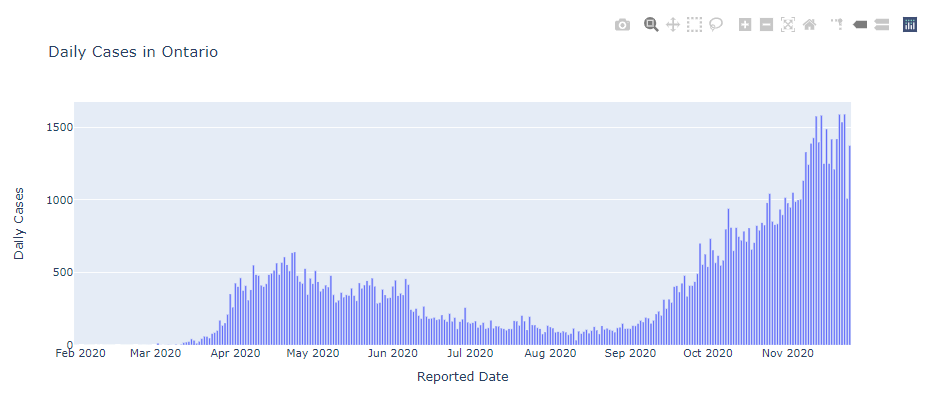 Daily Cases in Ontario
1500
1000
500
0
Daily Cases
Feb 2020 Mar 2020 Apr 2020 May 2020 Jun 2020 Jul 2020 Aug 2020 Sep 2020 Oct 2020 Nov 2020
Reported Date